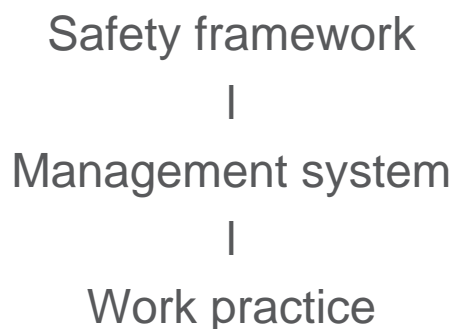 Safety framework
|
Management system
|
Work practice